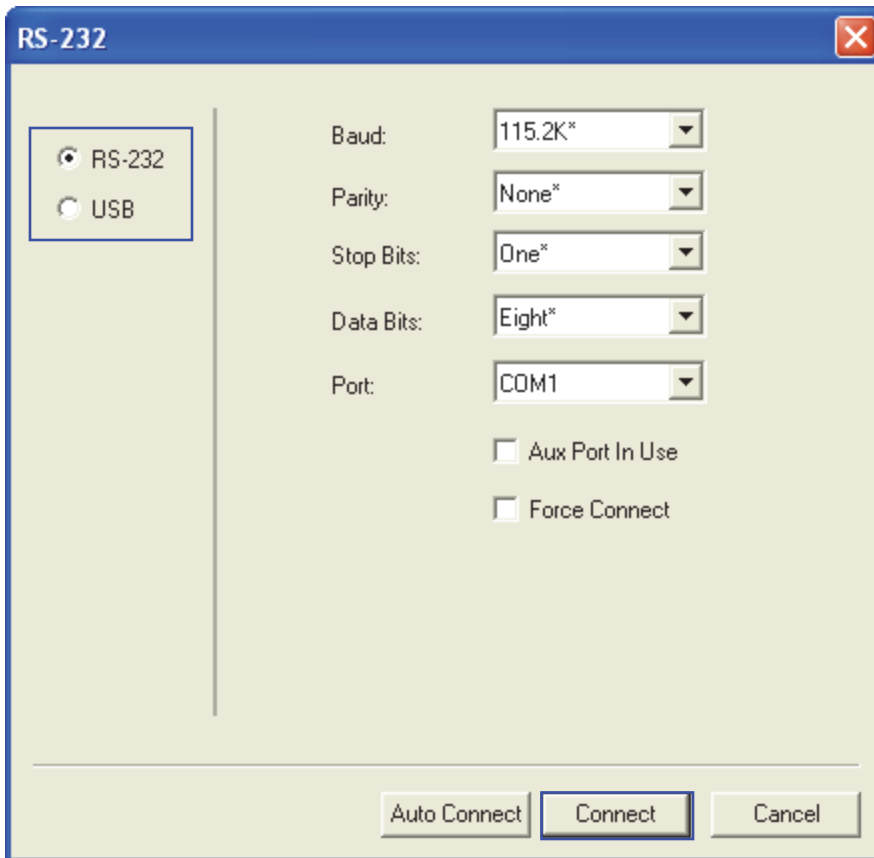 RS-232
RS-232
USB
Baud: 115.2K*
Parity: None*
Stop Bits: One*
Data Bits: Eight*
Port: COM1
Aux Port In Use
Force Connect
Auto Connect Connect Cancel